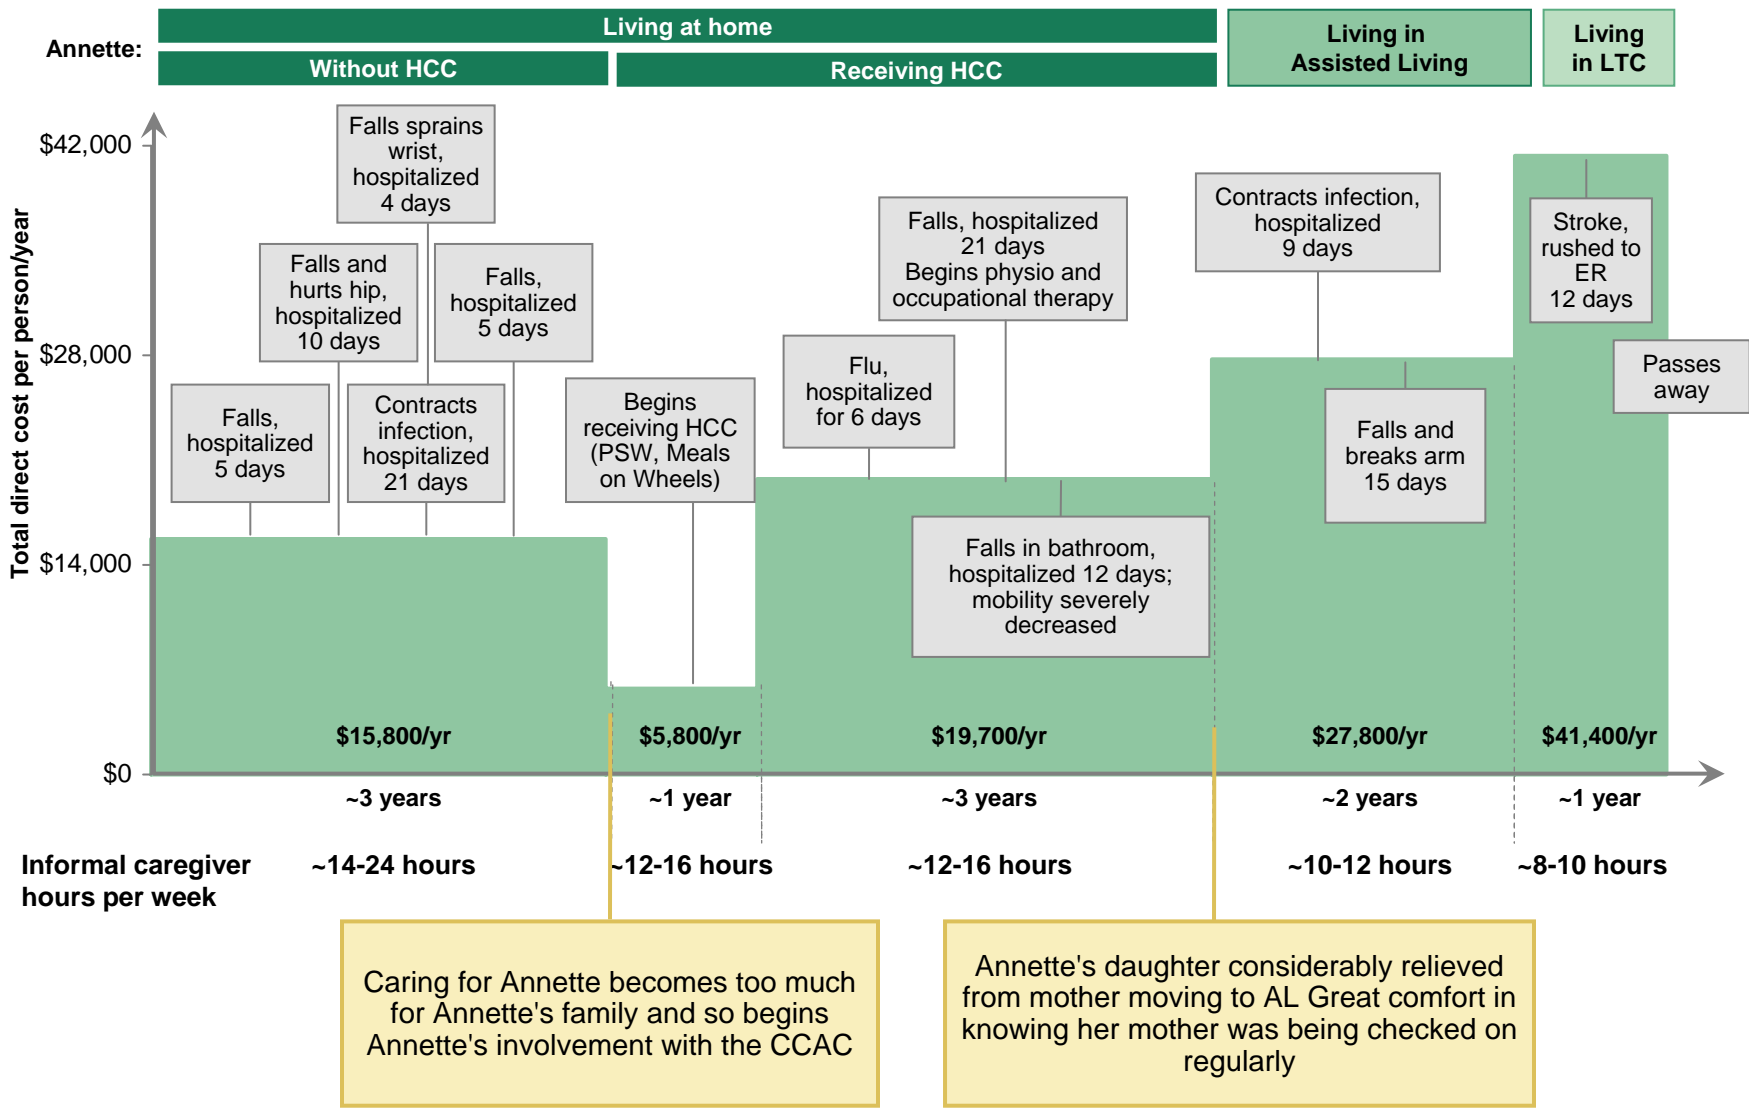 Annette:
Living at home
Without HCC
Receiving HCC
Living in
Assisted Living
Living
in LTC
Total direct cost per person/year
$42,000
$28,000
$14,000
$0
Falls,
hospitalized
5 days
Falls and
hurts hip,
hospitalized
10 days
Falls sprains
wrist,
hospitalized
4 days
Contracts
infection,
hospitalized
21 days
Falls,
hospitalized
5 days
Begins
receiving HCC
(PSW, Meals
on Wheels)
Flu,
hospitalized
for 6 days
Falls, hospitalized
21 days
Begins physio and
occupational therapy
Falls in bathroom,
hospitalized 12 days;
mobility severely
decreased
Contracts infection,
hospitalized
9 days
Falls and
breaks arm
15 days
Stroke,
rushed to
ER
12 days
Passes
away
$15,800/yr
$5,800/yr
$19,700/yr
$27,800/yr
$41,400/yr
~3 years
~1 year
~3 years
~2 years
~1 year
Informal caregiver
hours per week
~14-24 hours
~12-16 hours
~12-16 hours
~10-12 hours
~8-10 hours
Caring for Annette becomes too much
for Annette's family and so begins
Annette's involvement with the CCAC
Annette's daughter considerably relieved
from mother moving to AL Great comfort in
knowing her mother was being checked on
regularly